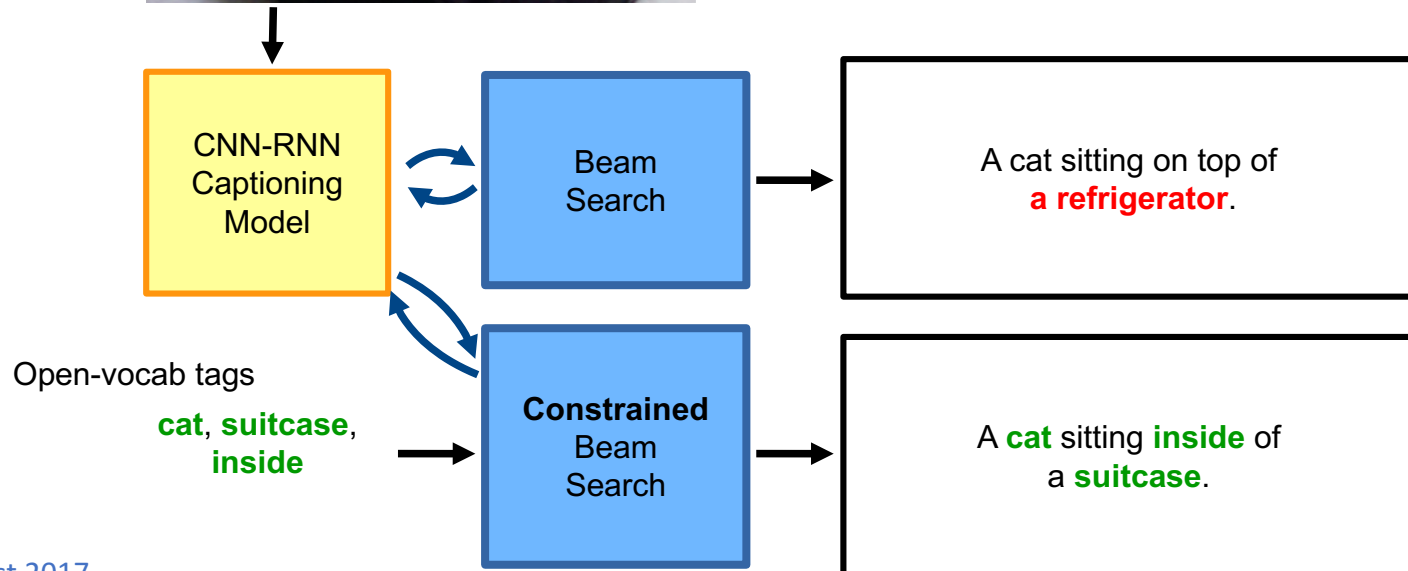 CNN-RNN
Captioning
Model
Beam
Search
A cat sitting on top of
a refrigerator.
Open-vocab tags
cat, suitcase,
inside
Constrained
Beam
Search
A cat sitting inside of
a suitcase.
2017